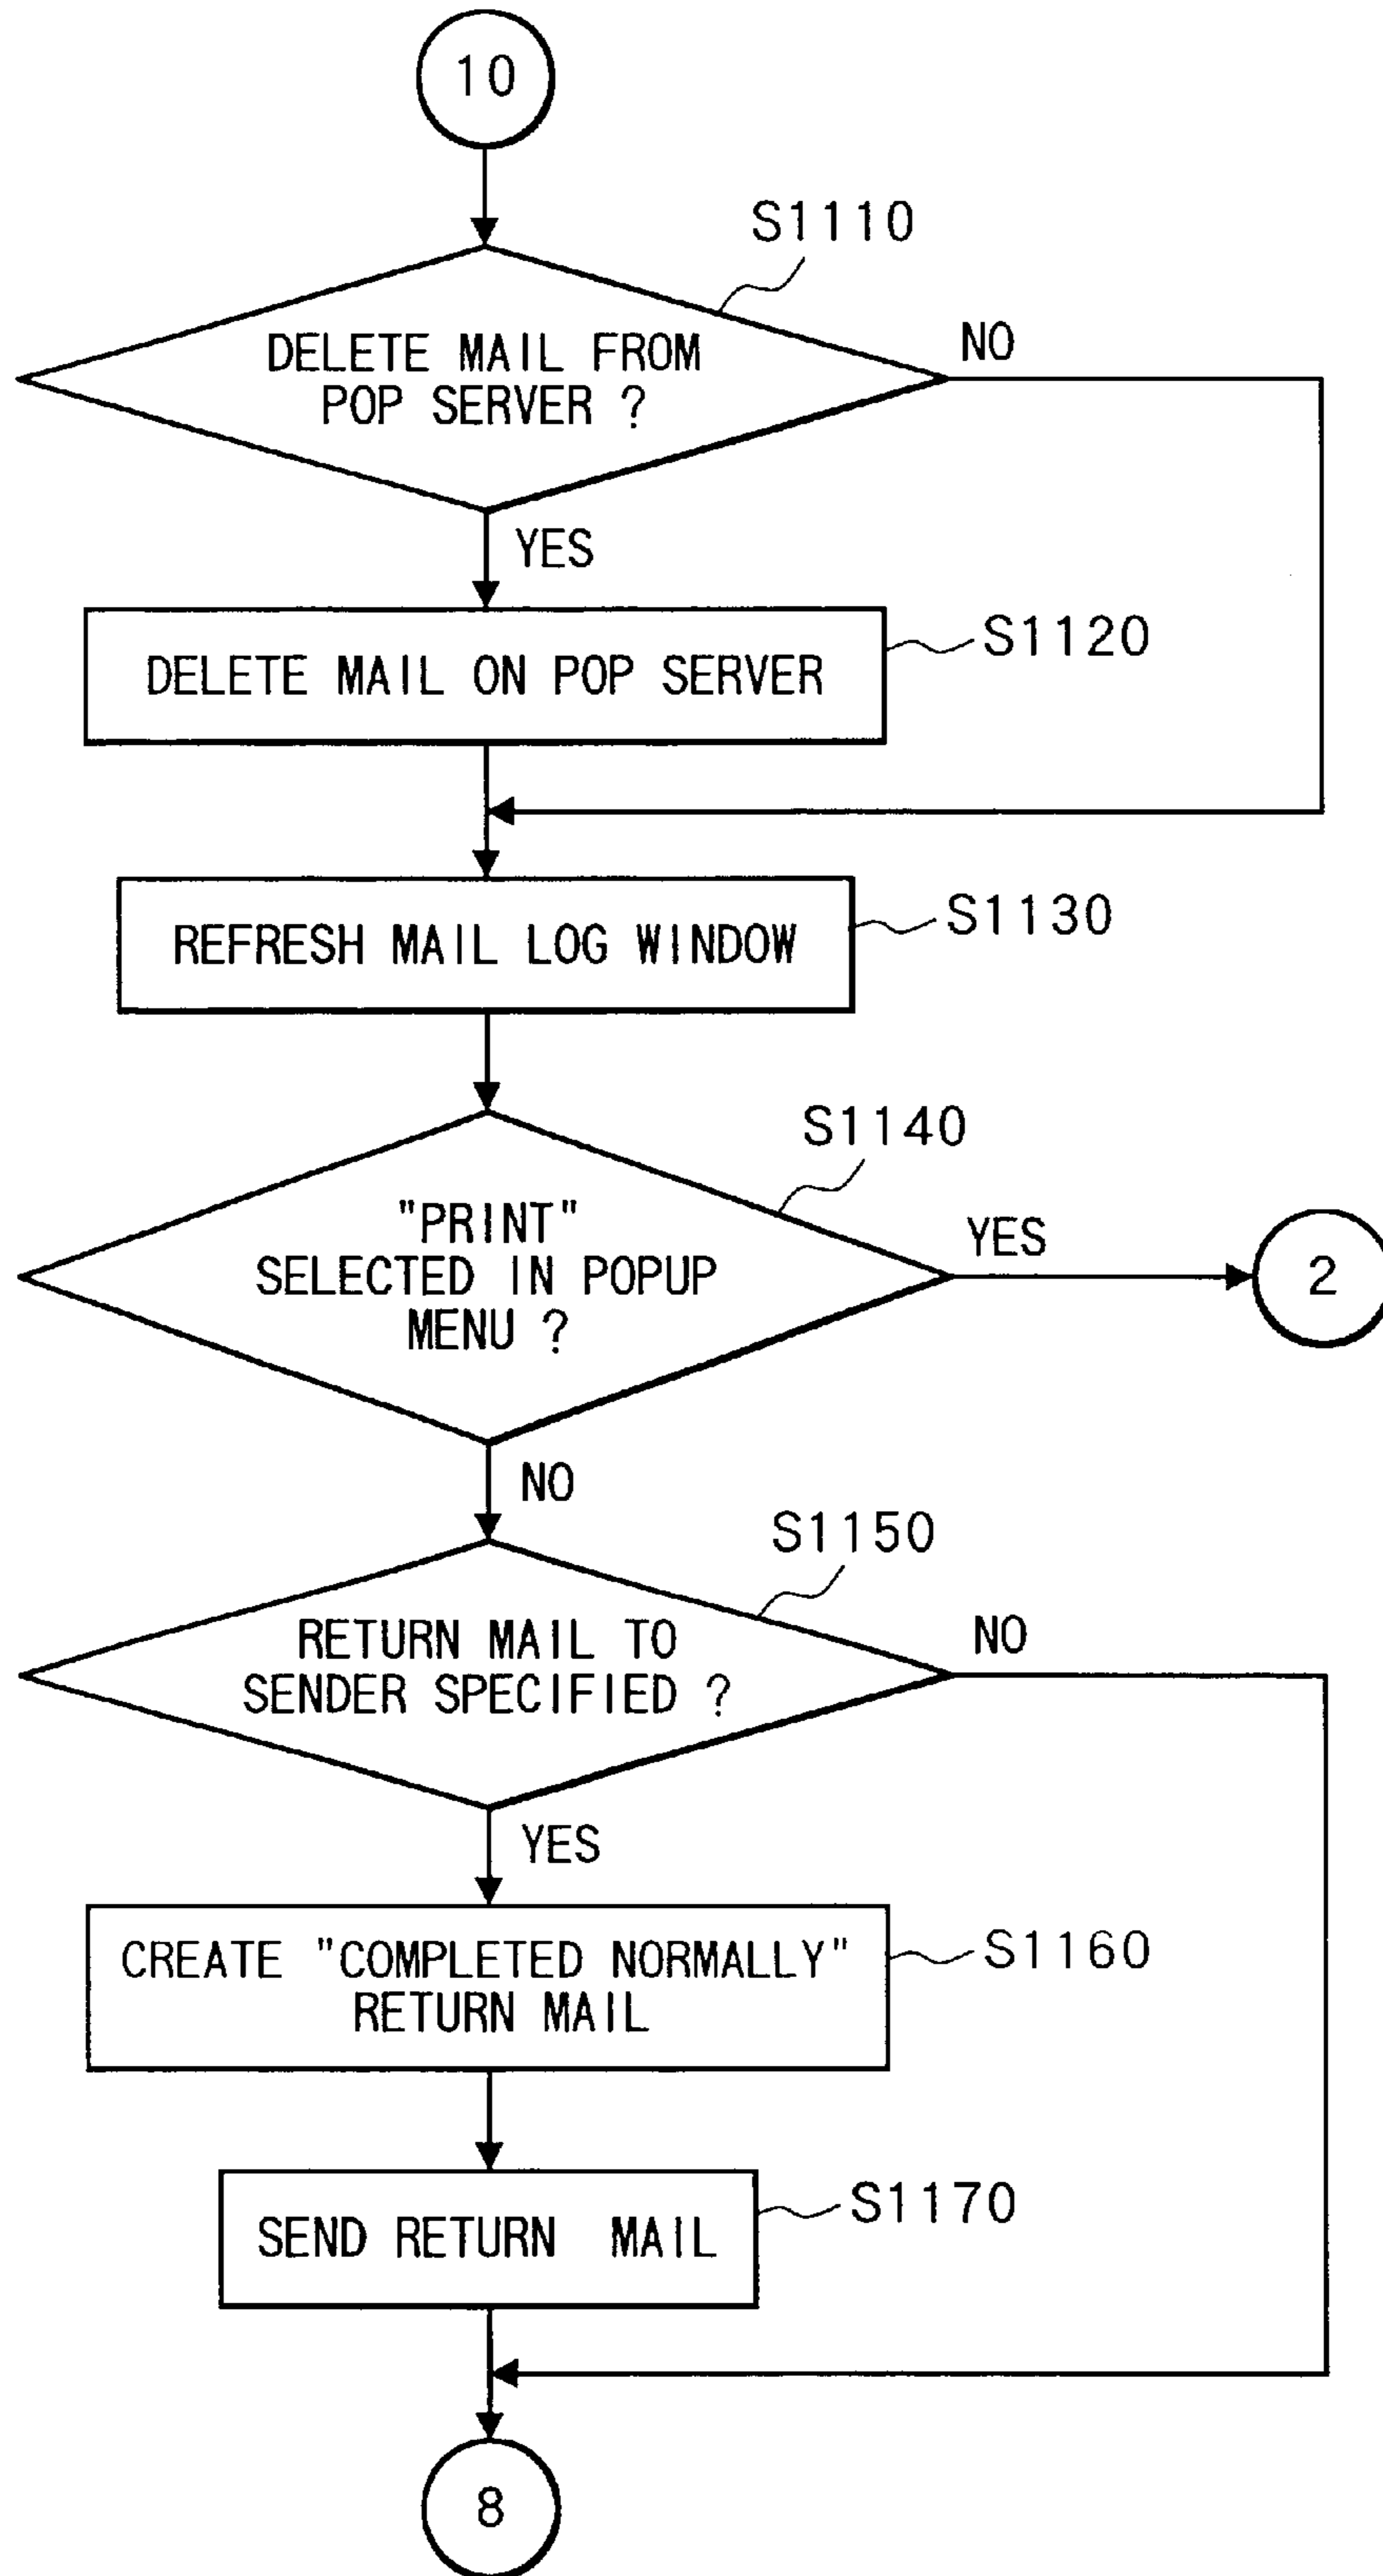 10
S1110
DELETE MAIL FROM
POP SERVER ?
NO
YES
DELETE MAIL ON POP SERVER
S1120
REFRESH MAIL LOG WINDOW
S1130
S1140
"PRINT"
SELECTED IN POPUP
MENU ?
YES
2
NO
S1150
RETURN MAIL TO
SENDER SPECIFIED ?
NO
YES
CREATE "COMPLETED NORMALLY"
RETURN MAIL
S1160
SEND RETURN MAIL
S1170
8